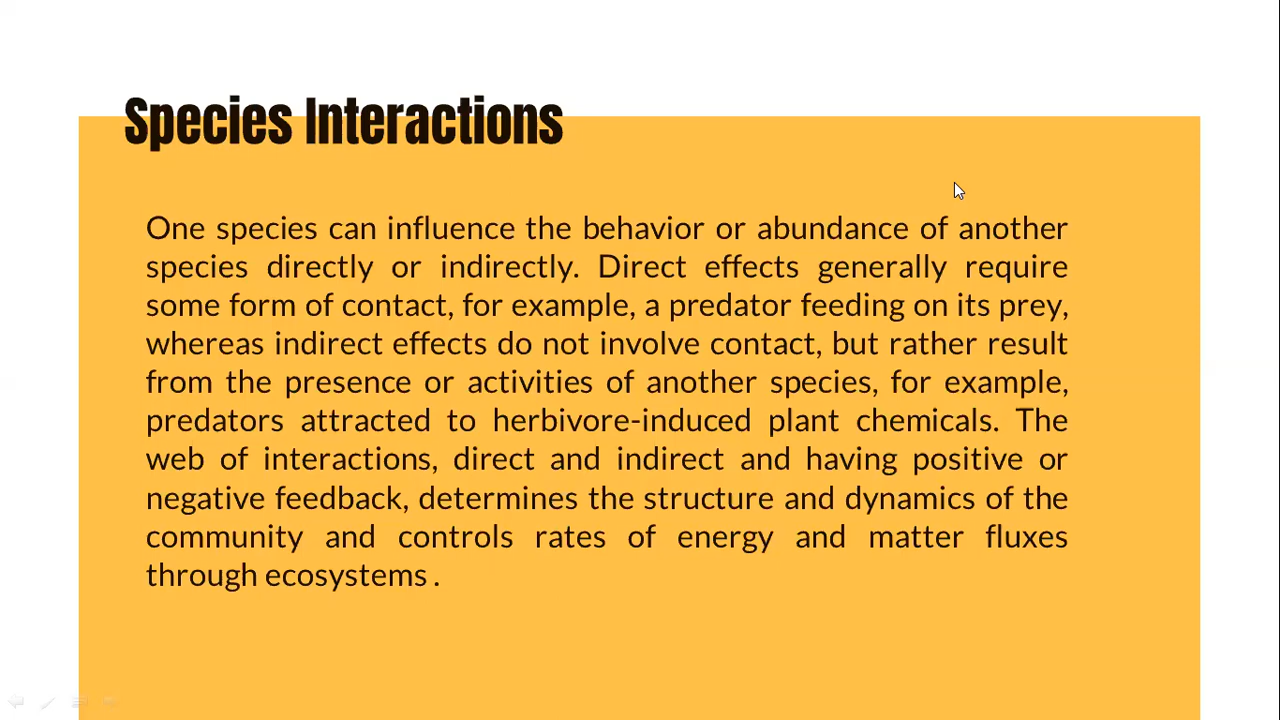 Species Interactions
One species can influence the behavior or abundance of another
species directly or indirectly. Direct effects generally require
some form of contact, for example, a predator feeding on its prey,
whereas indirect effects do not involve contact, but rather result
from the presence or activities of another species, for example,
predators attracted to herbivore-induced plant chemicals. The
web of interactions, direct and indirect and having positive or
negative feedback, determines the structure and dynamics of the
community and controls rates of energy and matter fluxes
through ecosystems .